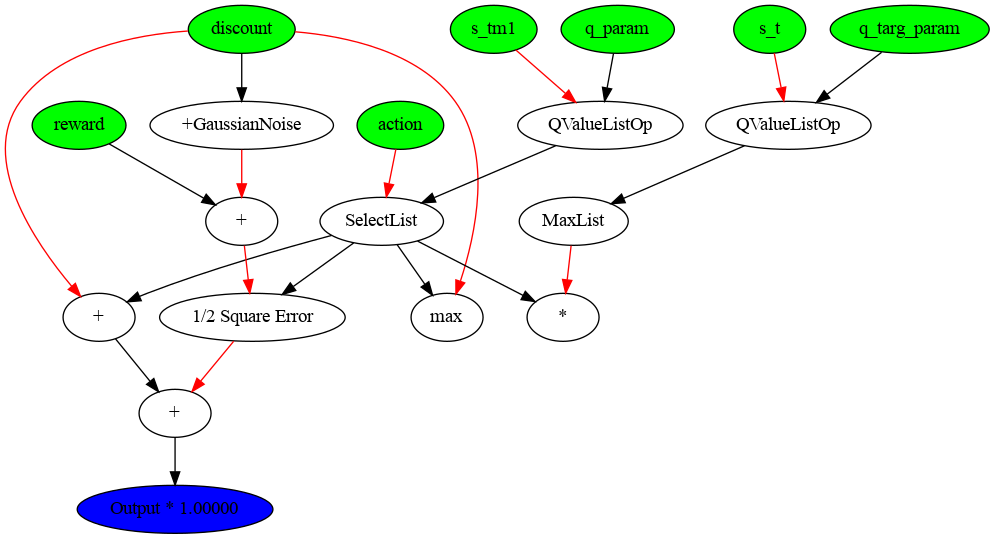 discount
s_tm1
q_param
s_t
q_targ_param
reward
+GaussianNoise
action
QValueListOp
QValueListOp
+
SelectList
MaxList
+
1/2 Square Error
max
*
+
Output * 1.00000